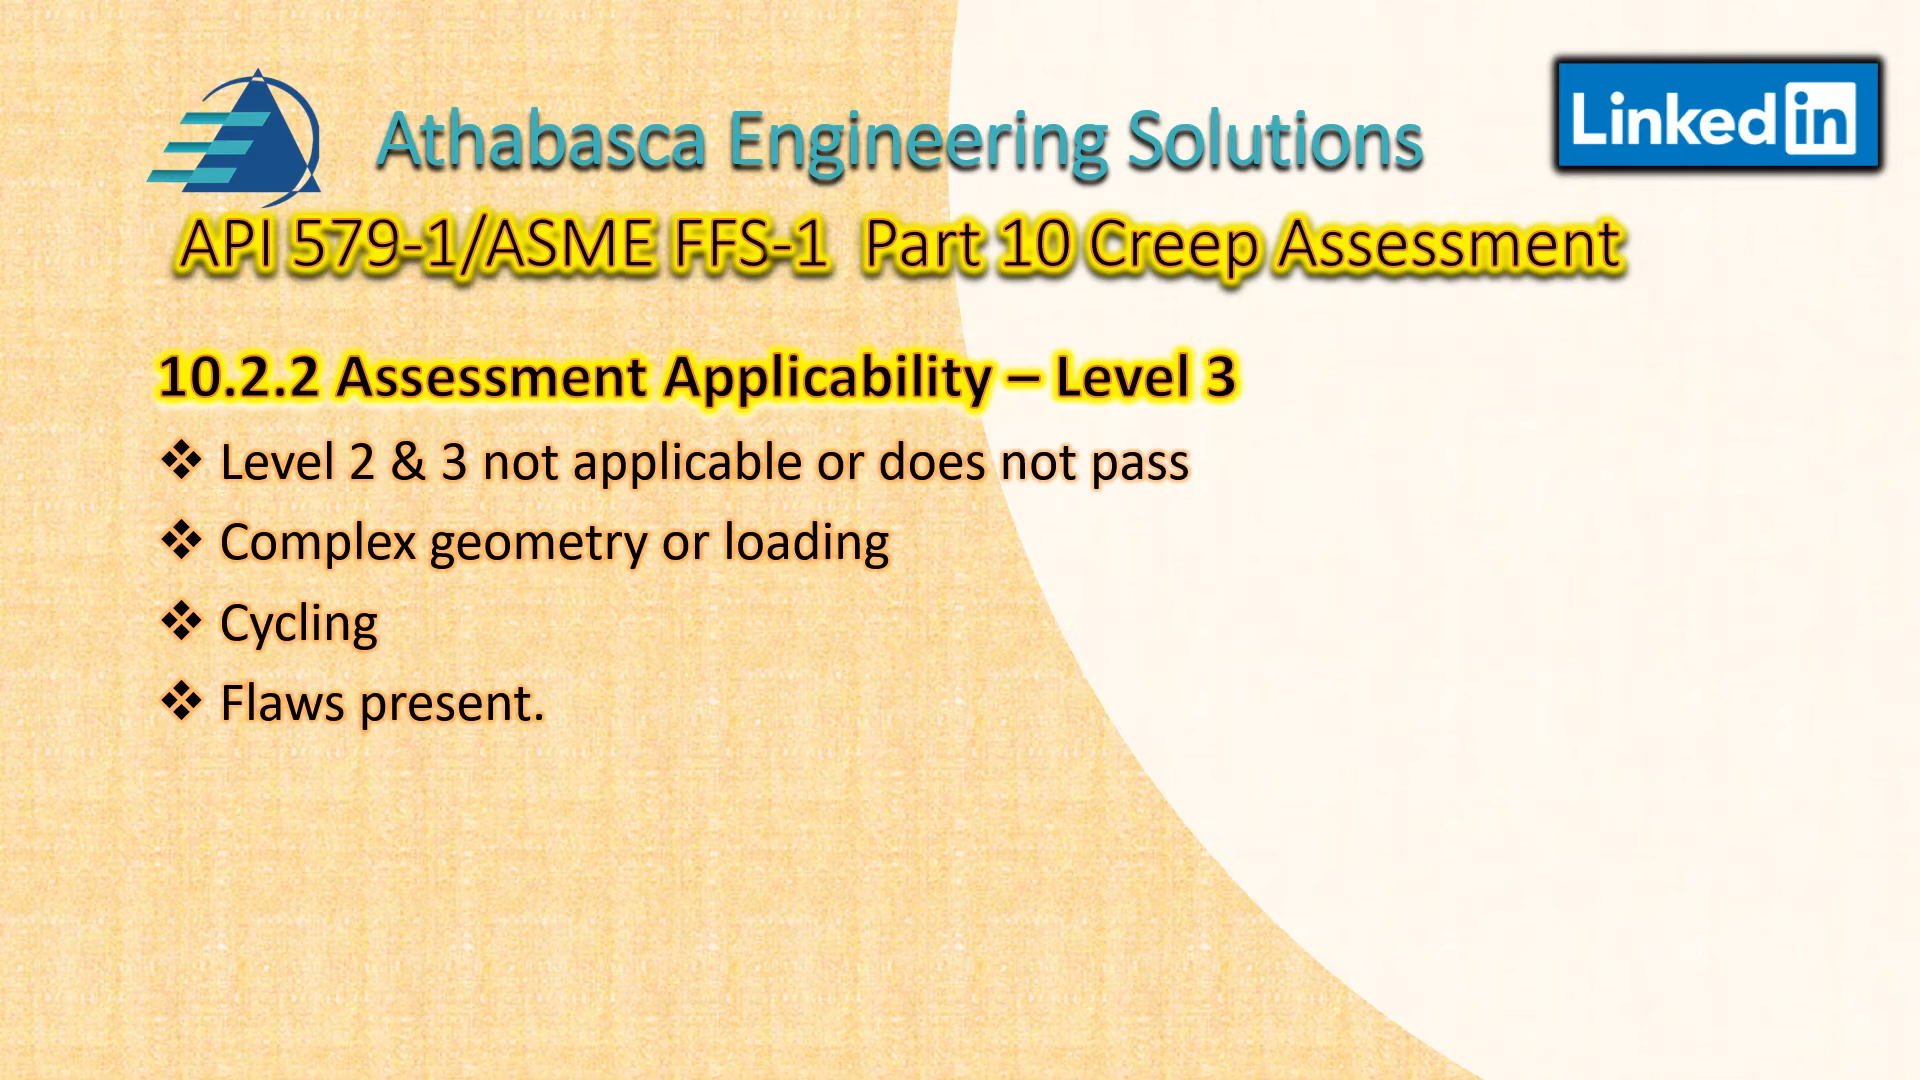 Athabasca Engineering Solutions
Linkedin
API 579-1/ASME FFS-1 Part 10 Creep Assessment
10.2.2 Assessment Applicability – Level 3
❖ Level 2 & 3 not applicable or does not pass
❖ Complex geometry or loading
❖ Cycling
❖ Flaws present.